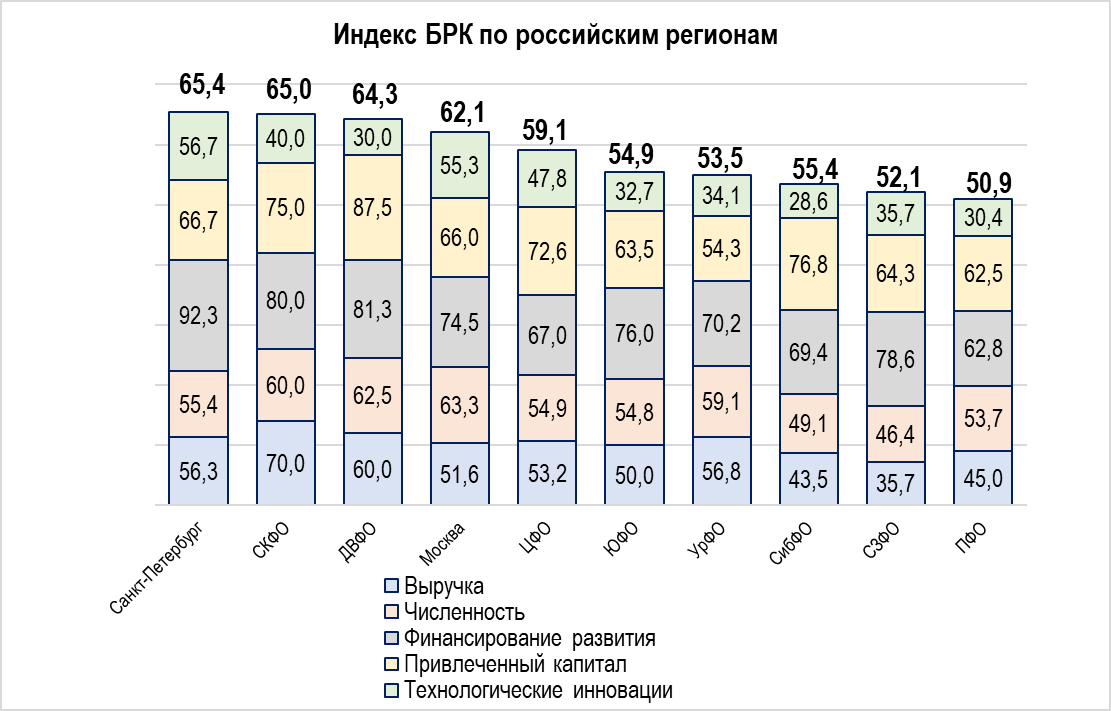 Индекс БРК по российским регионам
65,4 65,0 64,3 62,1 59,1 54,9 53,5 55,4 52,1 50,9
56,7 40,0 30,0 55,3 47,8 32,7 34,1 28,6 35,7 30,4
66,7 75,0 87,5 66,0 72,6 63,5 54,3 76,8 64,3 62,5
92,3 80,0 81,3 74,5 67,0 76,0 70,2 69,4 78,6 62,8
55,4 60,0 62,5 63,3 54,9 54,8 59,1 49,1 46,4 53,7
56,3 70,0 60,0 51,6 53,2 50,0 56,8 43,5 35,7 45,0
Санкт-Петербург СКФО ДВФО Москва ЦФО ЮФО УрФО СибФО СЗФО ПФО
Выручка
Численность
Финансирование развития
Привлеченный капитал
Технологические инновации